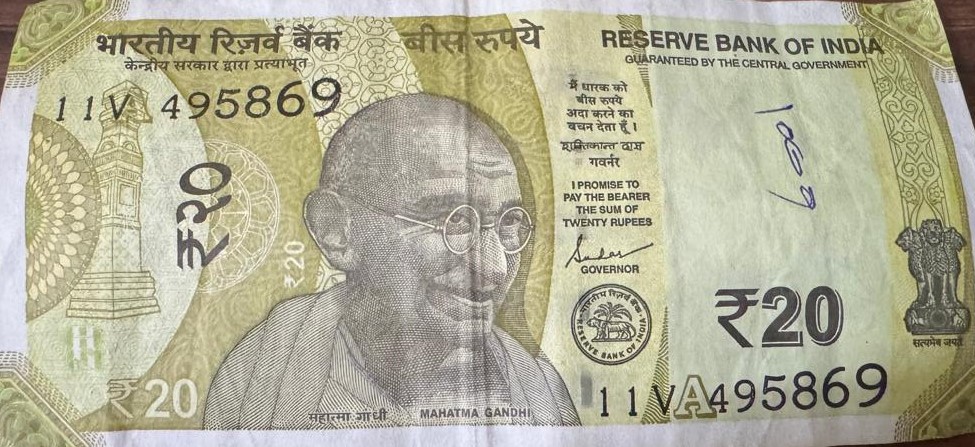 भारतीय रिज़र्व बैंक
केन्द्रीय सरकार द्वारा प्रत्याभूत
11V 495869
₹२०
₹20
₹20
बीस रुपये
महात्मा गांधी MAHATMA GANDHI
मैं धारक को
बीस रुपये
अदा करने का
वचन देता हूँ।
शक्तिकान्त दास
गवर्नर
I PROMISE TO
PAY THE BEARER
THE SUM OF
TWENTY RUPEES
GOVERNOR
भारतीय रिज़र्व बैंक
RESERVE BANK OF INDIA
RESERVE BANK OF INDIA
GUARANTEED BY THE CENTRAL GOVERNMENT
₹20
11VA495869
सत्यमेव जयते